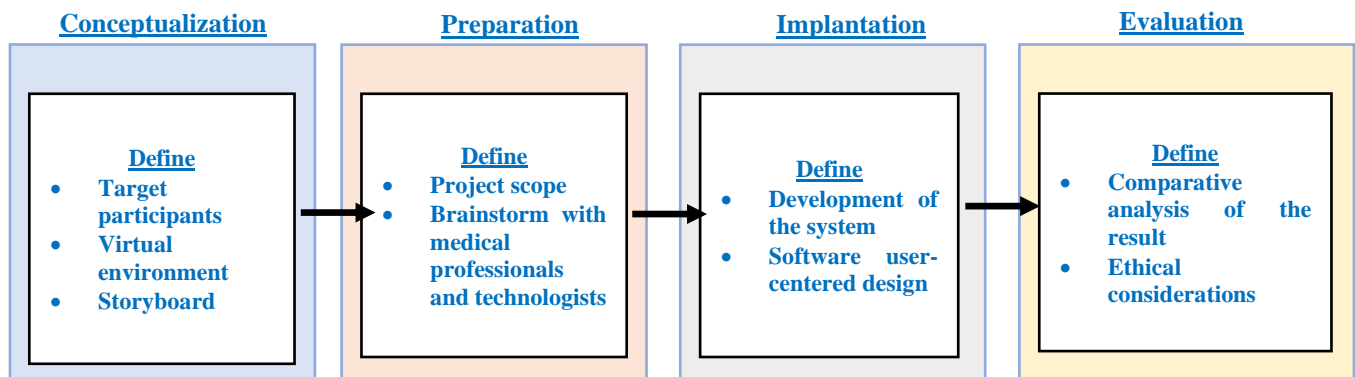 Conceptualization
Define
• Target
participants
• Virtual
environment
• Storyboard
Preparation
Define
• Project scope
• Brainstorm with
medical
professionals
and technologists
Implantation
Define
• Development of
the system
• Software user-
centered design
Evaluation
Define
• Comparative
analysis of the
result
• Ethical
considerations